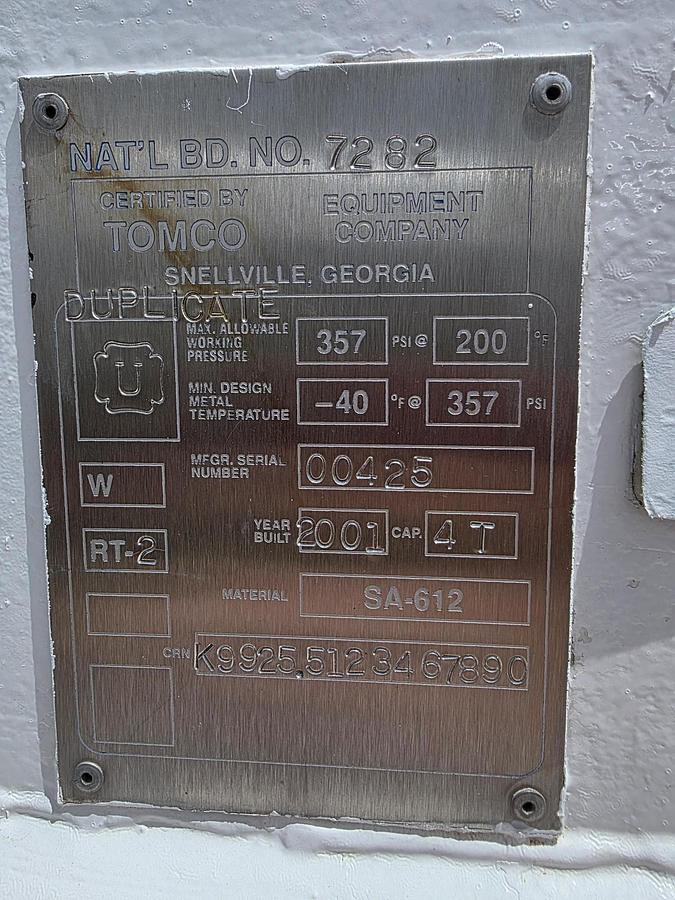 NAT'L BD. NO. 7282
CERTIFIED BY
TOMCO
EQUIPMENT
COMPANY
SNELLVILLE, GEORGIA
DUPLICATE
U
MAX. ALLOWABLE
WORKING
PRESSURE
357 PSI @ 200 °F
MIN. DESIGN
METAL
TEMPERATURE
-40 °F @ 357 PSI
W
MFGR. SERIAL
NUMBER
00425
RT-2
YEAR
BUILT
2001 CAP. 4 T
MATERIAL SA-612
CRN K9925.5123467890